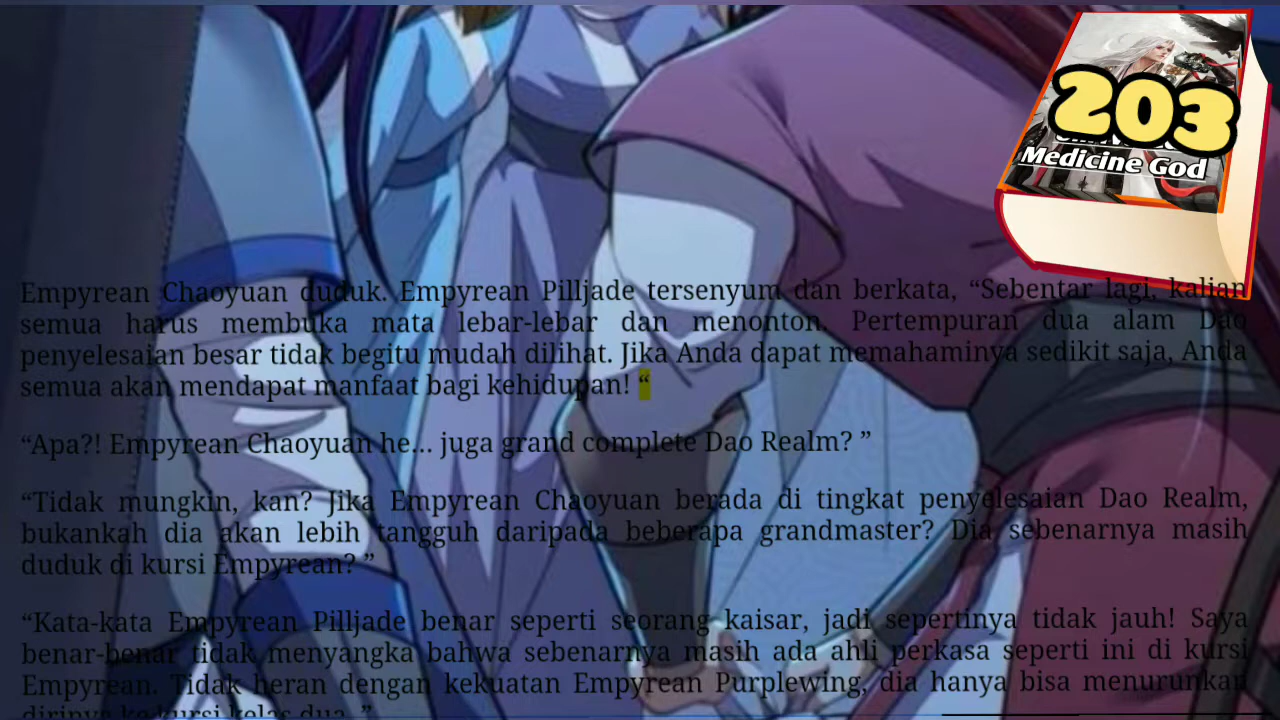 203
Medicine God
Empyrean Chaoyuan duduk. Empyrean Pilljade tersenyum dan berkata, “Sebentar lagi, kalian
semua harus membuka mata lebar-lebar dan menonton. Pertempuran dua alam Dao
penyelesaian besar tidak begitu mudah dilihat. Jika Anda dapat memahaminya sedikit saja, Anda
semua akan mendapat manfaat bagi kehidupan! “
“Apa?! Empyrean Chaoyuan he... juga grand complete Dao Realm? ”
“Tidak mungkin, kan? Jika Empyrean Chaoyuan berada di tingkat penyelesaian Dao Realm,
bukankah dia akan lebih tangguh daripada beberapa grandmaster? Dia sebenarnya masih
duduk di kursi Empyrean? ”
“Kata-kata Empyrean Pilljade benar seperti seorang kaisar, jadi sepertinya tidak jauh! Saya
benar-benar tidak menyangka bahwa sebenarnya masih ada ahli perkasa seperti ini di kursi
Empyrean. Tidak heran dengan kekuatan Empyrean Purplewing, dia hanya bisa menurunkan
dirinya ke kursi kelas dua. ”